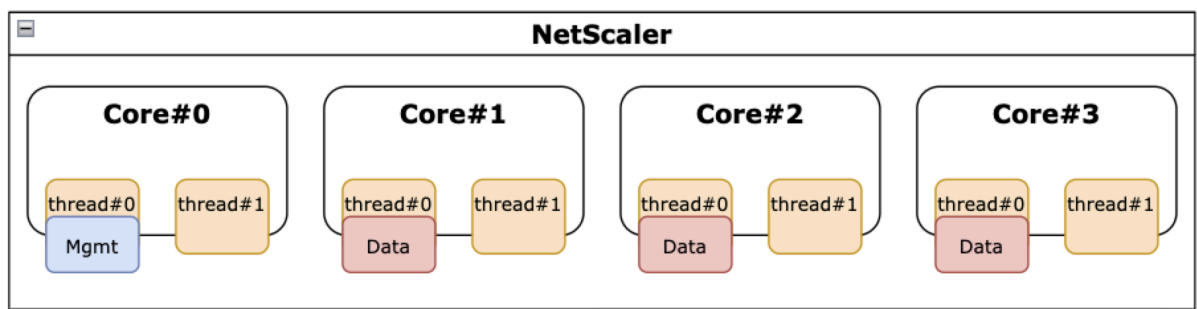 NetScaler
Core#0 Core#1 Core#2 Core#3
thread#0 thread#1 thread#0 thread#1 thread#0 thread#1 thread#0 thread#1
Mgmt Data Data Data